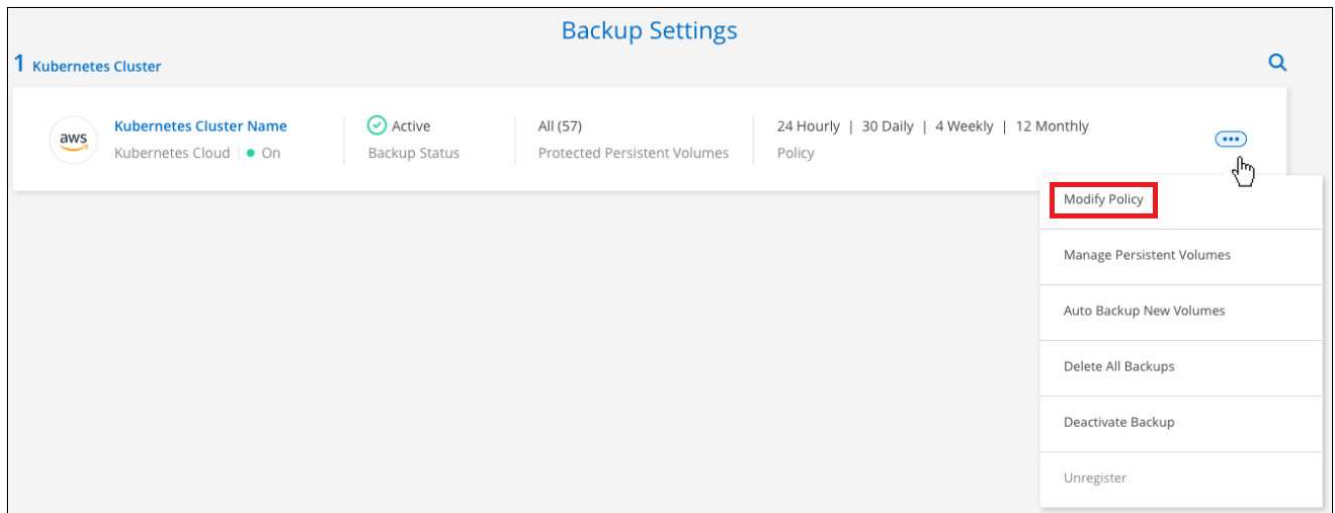 Backup Settings
1 Kubernetes Cluster
aws
Kubernetes Cluster Name
Kubernetes Cloud On
Active
Backup Status
All (57)
Protected Persistent Volumes
24 Hourly | 30 Daily | 4 Weekly | 12 Monthly
Policy
Modify Policy
Manage Persistent Volumes
Auto Backup New Volumes
Delete All Backups
Deactivate Backup
Unregister